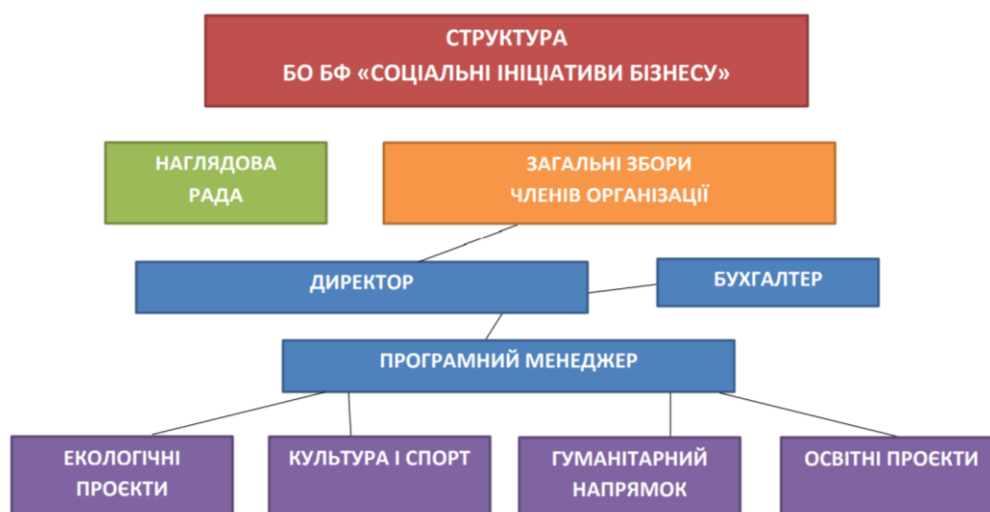 СТРУКТУРА
БО БФ «СОЦІАЛЬНІ ІНІЦІАТИВИ БІЗНЕСУ»
НАГЛЯДОВА
РАДА
ЗАГАЛЬНІ ЗБОРИ
ЧЛЕНІВ ОРГАНІЗАЦІЇ
ДИРЕКТОР
БУХГАЛТЕР
ПРОГРАМНИЙ МЕНЕДЖЕР
ЕКОЛОГІЧНІ
ПРОЄКТИ
КУЛЬТУРА І СПОРТ
ГУМАНІТАРНИЙ
НАПРЯМОК
ОСВІТНІ ПРОЄКТИ